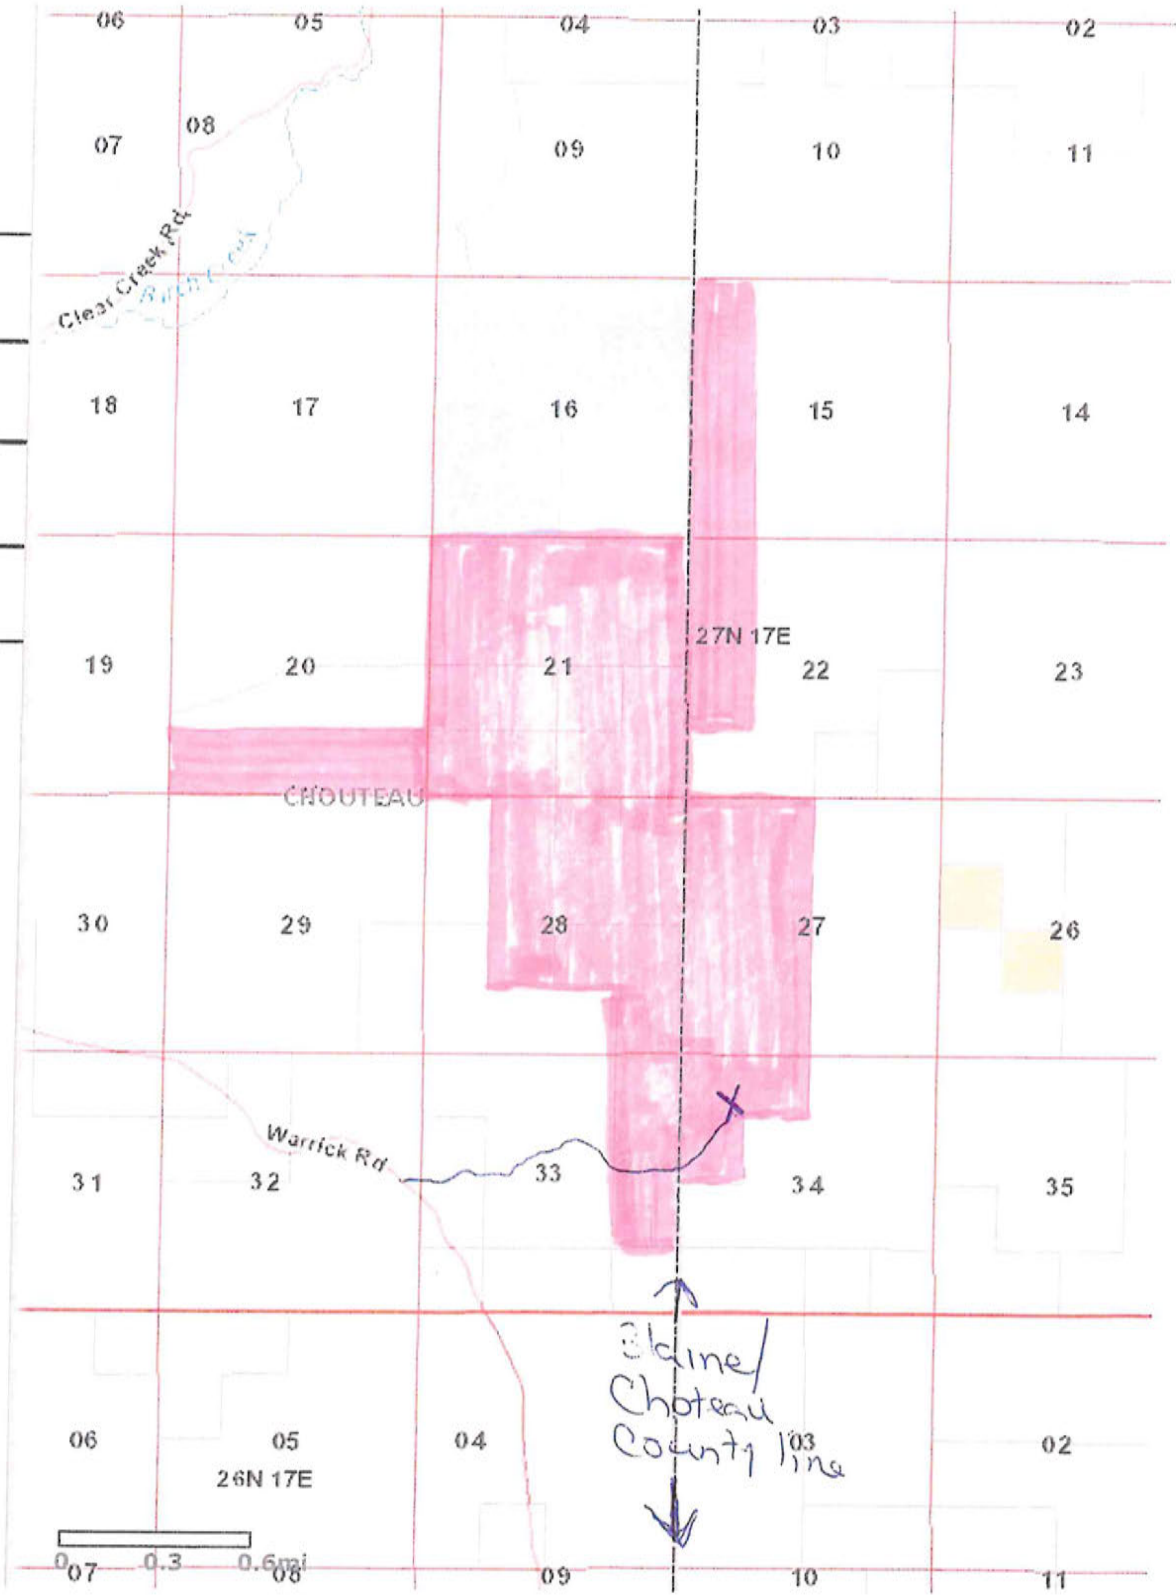 06 05 04 03 02
08
07 09 10 11
Clear Creek Rd
Birch Creek
18 17 16 15 14
27N 17E
19 20 21 22 23
CHOUTEAU
30 29 28 27 26
Warrick Rd
31 32 33 34 35
Blaine/
Choteau
County line
06 05 04 03 02
26N 17E
0 0.3 0.6mi
07 08 09 10 11